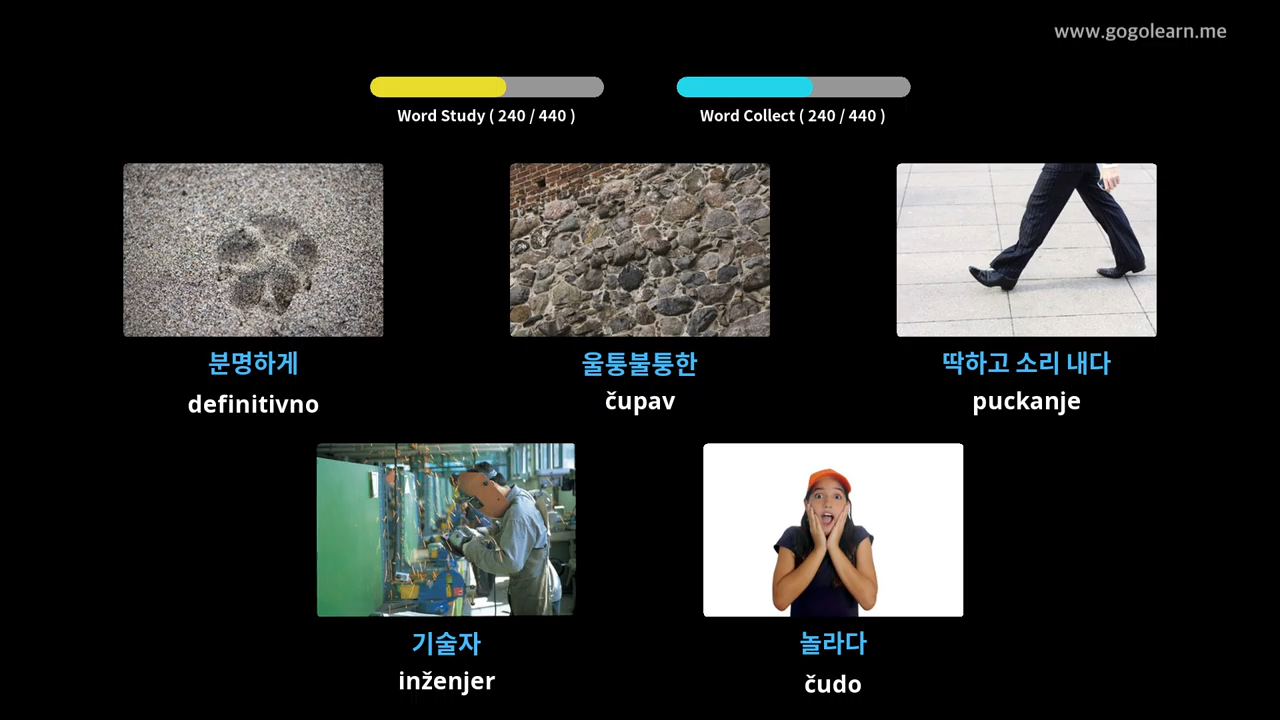 www.gogolearn.me
Word Study ( 240 / 440 )
Word Collect ( 240 / 440 )
분명하게
울퉁불퉁한
딱하고 소리 내다
definitivno
čupav
puckanje
기술자
놀라다
inženjer
čudo